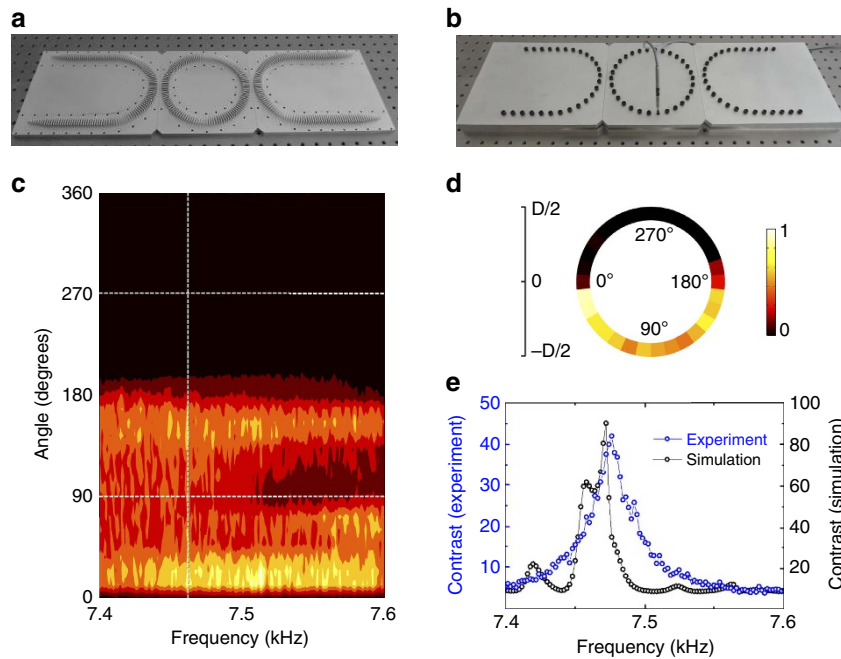 a
b
c
360
270
180
90
0
Angle (degrees)
7.4
7.5
7.6
Frequency (kHz)
d
D/2
0
–D/2
270°
0°
180°
90°
1
0
e
50
40
30
20
10
Contrast (experiment)
100
80
60
40
20
Contrast (simulation)
Experiment
Simulation
7.4
7.5
7.6
Frequency (kHz)